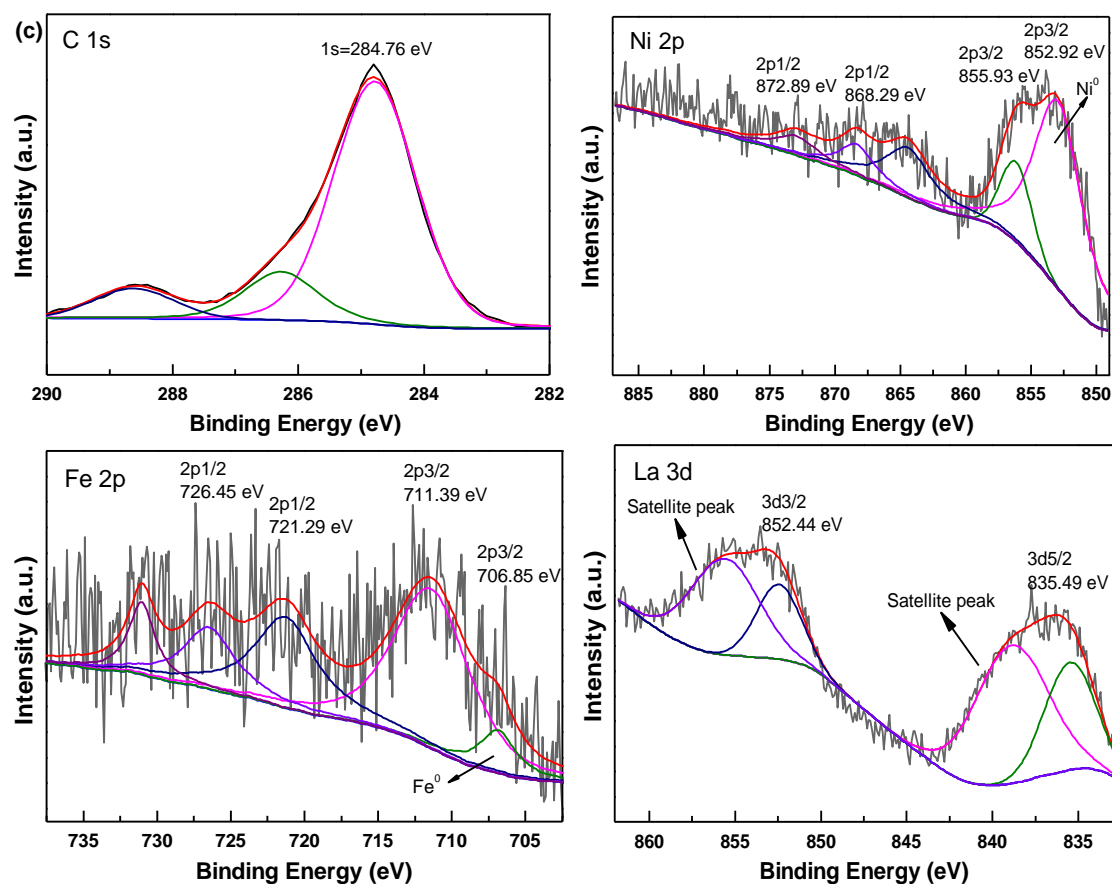 (c)
C 1s
1s=284.76 eV
Intensity (a.u.)
290 288 286 284 282
Binding Energy (eV)
Ni 2p
2p1/2
872.89 eV
2p1/2
868.29 eV
2p3/2
855.93 eV
2p3/2
852.92 eV
Ni⁰
Intensity (a.u.)
885 880 875 870 865 860 855 850
Binding Energy (eV)
Fe 2p
2p1/2
726.45 eV
2p1/2
721.29 eV
2p3/2
711.39 eV
2p3/2
706.85 eV
Fe⁰
Intensity (a.u.)
735 730 725 720 715 710 705
Binding Energy (eV)
La 3d
Satellite peak
3d3/2
852.44 eV
Satellite peak
3d5/2
835.49 eV
Intensity (a.u.)
860 855 850 845 840 835
Binding Energy (eV)